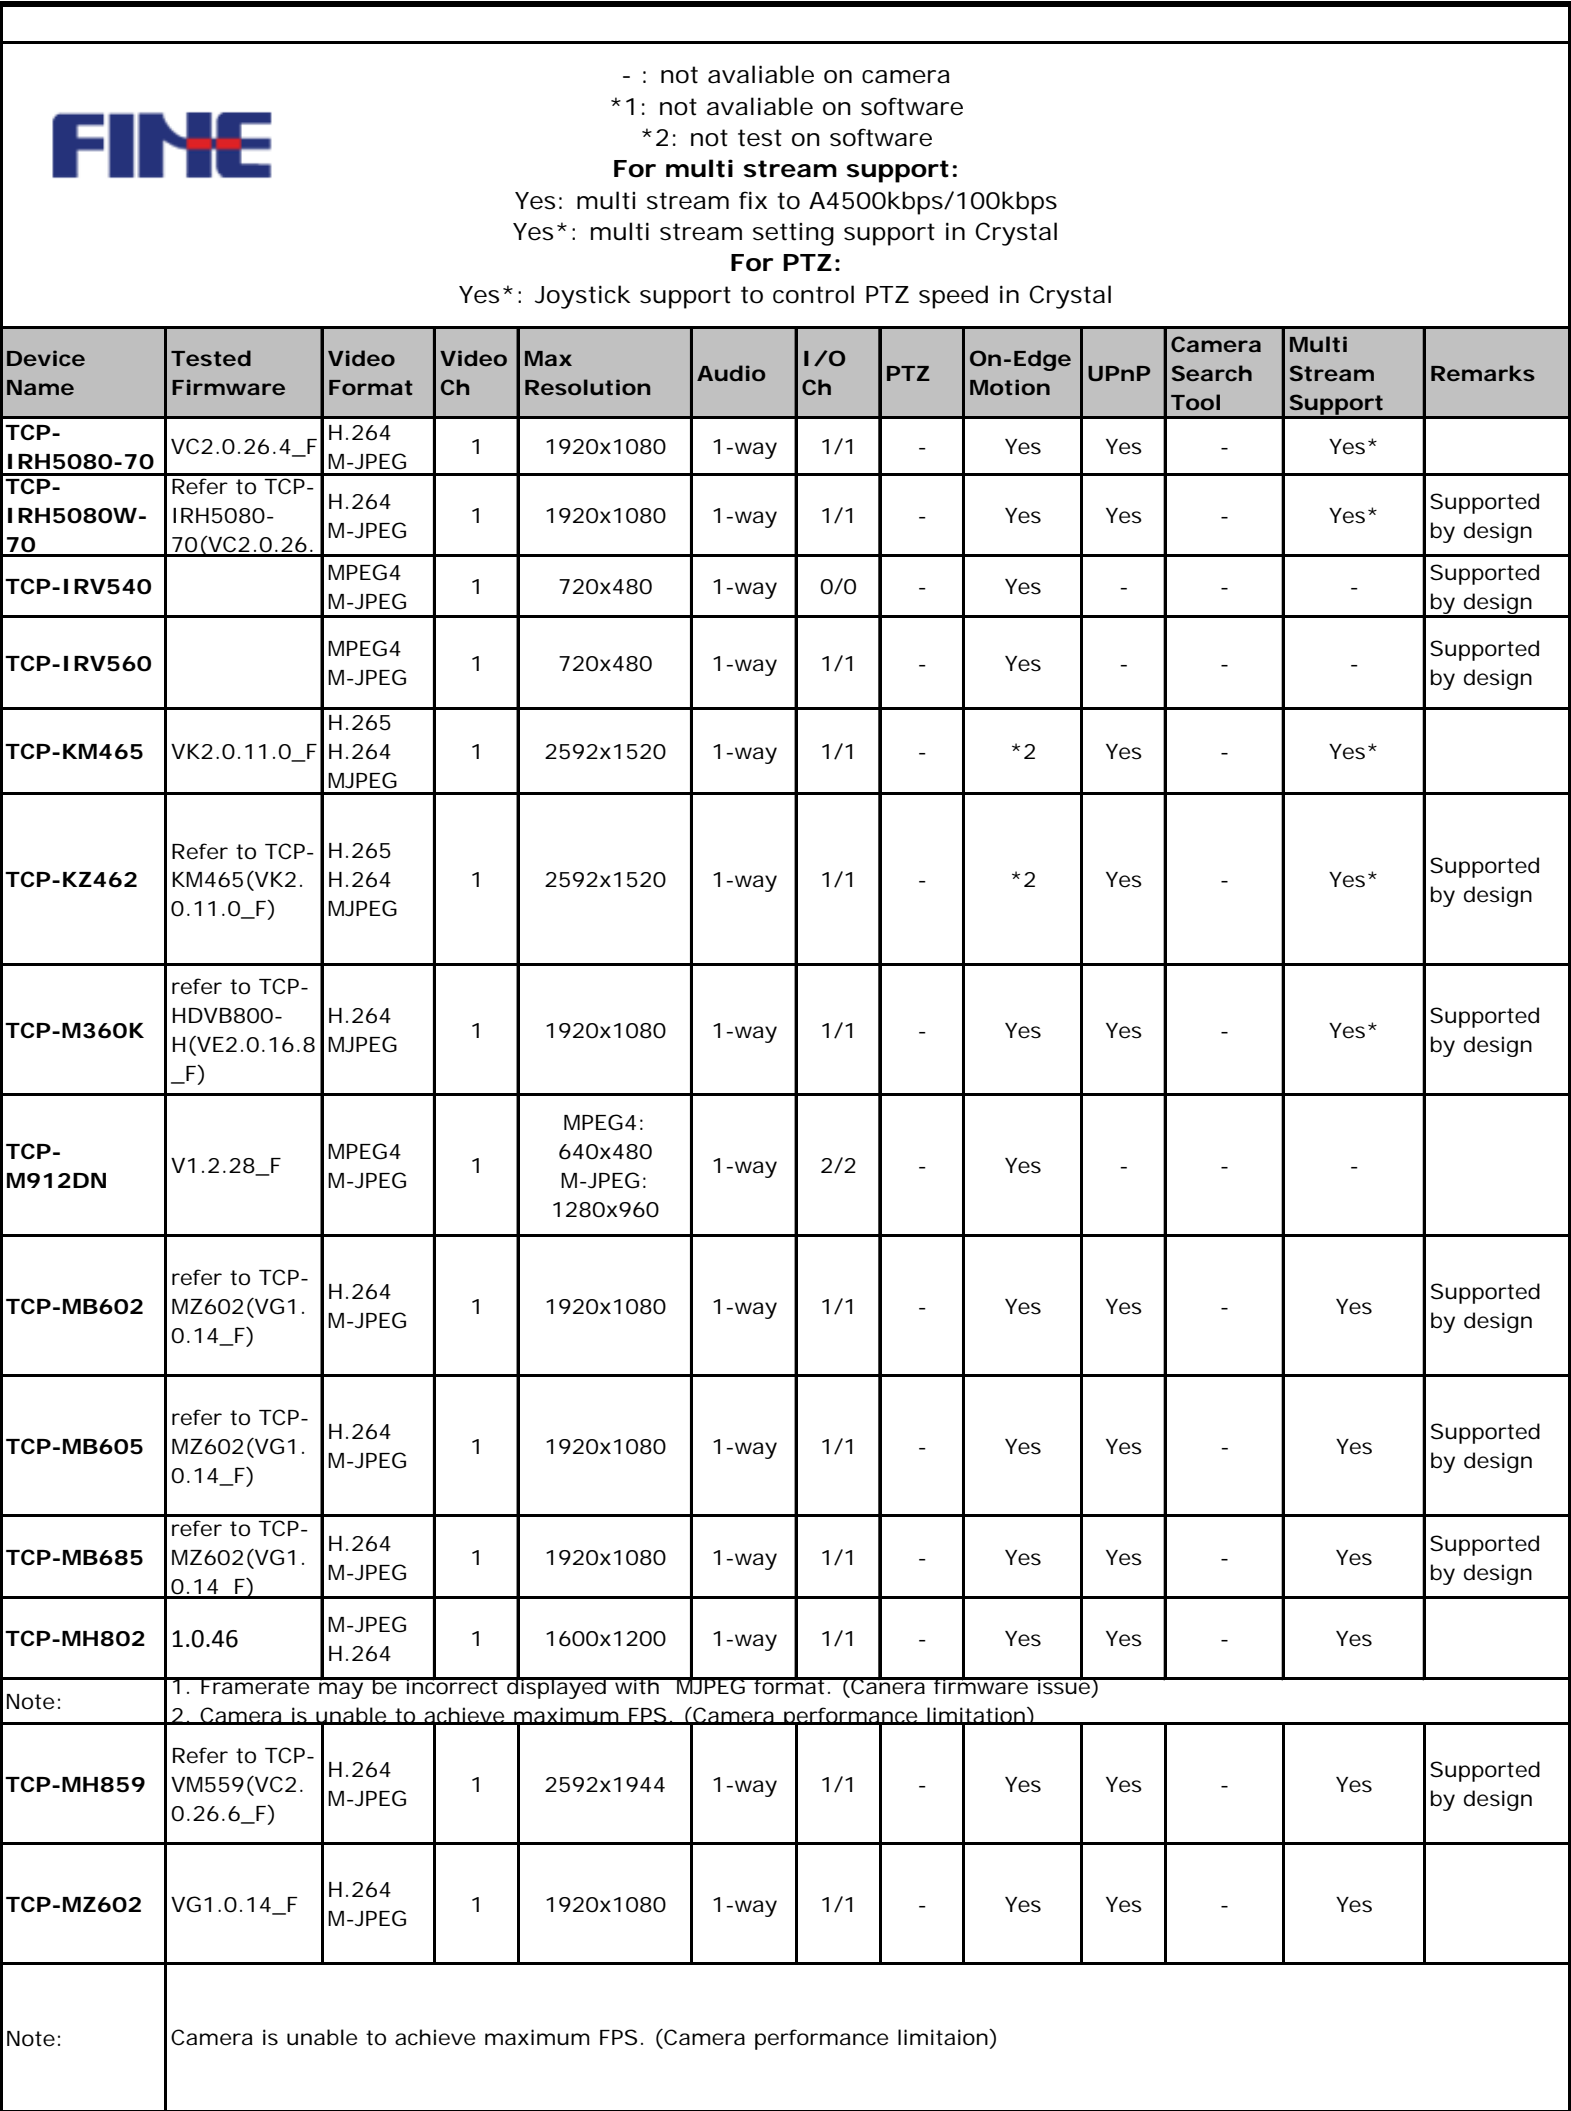 FINE
- : not avaliable on camera
*1: not avaliable on software
*2: not test on software
For multi stream support:
Yes: multi stream fix to A4500kbps/100kbps
Yes*: multi stream setting support in Crystal
For PTZ:
Yes*: Joystick support to control PTZ speed in Crystal
Device Name Tested Firmware Video Format Video Ch Max Resolution Audio I/O Ch PTZ On-Edge Motion UPnP Camera Search Tool Multi Stream Support Remarks
TCP-IRH5080-70 VC2.0.26.4_F H.264 M-JPEG 1 1920x1080 1-way 1/1 - Yes Yes - Yes*
TCP-IRH5080W-70 Refer to TCP-IRH5080-70(VC2.0.26. H.264 M-JPEG 1 1920x1080 1-way 1/1 - Yes Yes - Yes* Supported by design
TCP-IRV540 MPEG4 M-JPEG 1 720x480 1-way 0/0 - Yes - - - Supported by design
TCP-IRV560 MPEG4 M-JPEG 1 720x480 1-way 1/1 - Yes - - - Supported by design
TCP-KM465 VK2.0.11.0_F H.265 H.264 MJPEG 1 2592x1520 1-way 1/1 - *2 Yes - Yes*
TCP-KZ462 Refer to TCP-KM465(VK2.0.11.0_F) H.265 H.264 MJPEG 1 2592x1520 1-way 1/1 - *2 Yes - Yes* Supported by design
TCP-M360K refer to TCP-HDVB800-H(VE2.0.16.8_F) H.264 MJPEG 1 1920x1080 1-way 1/1 - Yes Yes - Yes* Supported by design
TCP-M912DN V1.2.28_F MPEG4 M-JPEG 1 MPEG4: 640x480 M-JPEG: 1280x960 1-way 2/2 - Yes - - -
TCP-MB602 refer to TCP-MZ602(VG1.0.14_F) H.264 M-JPEG 1 1920x1080 1-way 1/1 - Yes Yes - Yes Supported by design
TCP-MB605 refer to TCP-MZ602(VG1.0.14_F) H.264 M-JPEG 1 1920x1080 1-way 1/1 - Yes Yes - Yes Supported by design
TCP-MB685 refer to TCP-MZ602(VG1.0.14_F) H.264 M-JPEG 1 1920x1080 1-way 1/1 - Yes Yes - Yes Supported by design
TCP-MH802 1.0.46 M-JPEG H.264 1 1600x1200 1-way 1/1 - Yes Yes - Yes
Note: 1. Framerate may be incorrect displayed with MJPEG format. (Canera firmware issue)
2. Camera is unable to achieve maximum FPS. (Camera performance limitation)
TCP-MH859 Refer to TCP-VM559(VC2.0.26.6_F) H.264 M-JPEG 1 2592x1944 1-way 1/1 - Yes Yes - Yes Supported by design
TCP-MZ602 VG1.0.14_F H.264 M-JPEG 1 1920x1080 1-way 1/1 - Yes Yes - Yes
Note: Camera is unable to achieve maximum FPS. (Camera performance limitaion)